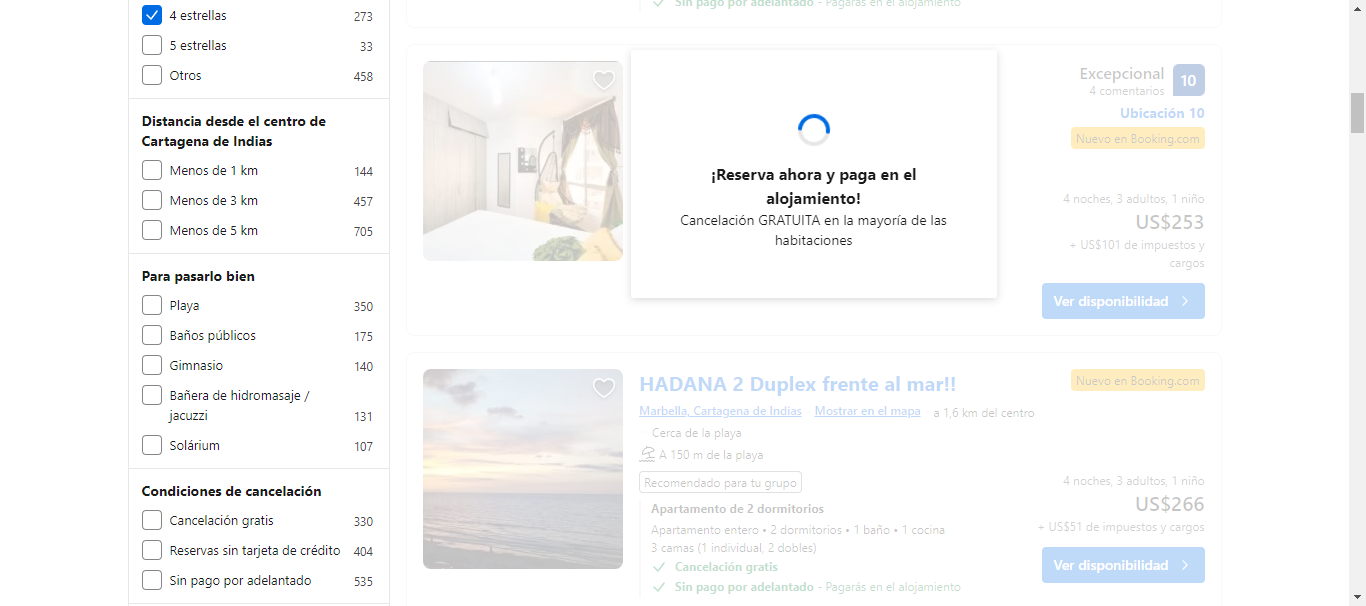 4 estrellas 273
5 estrellas 33
Otros 458
Distancia desde el centro de
Cartagena de Indias
Menos de 1 km 144
Menos de 3 km 457
Menos de 5 km 705
Para pasarlo bien
Playa 350
Baños públicos 175
Gimnasio 140
Bañera de hidromasaje /
jacuzzi 131
Solárium 107
Condiciones de cancelación
Cancelación gratis 330
Reservas sin tarjeta de crédito 404
Sin pago por adelantado 535
Sin pago por adelantado - Pagarás en el alojamiento
¡Reserva ahora y paga en el
alojamiento!
Cancelación GRATUITA en la mayoría de las
habitaciones
Excepcional 10
4 comentarios
Ubicación 10
Nuevo en Booking.com
4 noches, 3 adultos, 1 niño
US$253
+ US$101 de impuestos y
cargos
Ver disponibilidad
HADANA 2 Duplex frente al mar!!
Marbella, Cartagena de Indias Mostrar en el mapa a 1,6 km del centro
Cerca de la playa
A 150 m de la playa
Recomendado para tu grupo
Apartamento de 2 dormitorios
Apartamento entero • 2 dormitorios • 1 baño • 1 cocina
3 camas (1 individual, 2 dobles)
Cancelación gratis
Sin pago por adelantado - Pagarás en el alojamiento
Nuevo en Booking.com
4 noches, 3 adultos, 1 niño
US$266
+ US$51 de impuestos y cargos
Ver disponibilidad